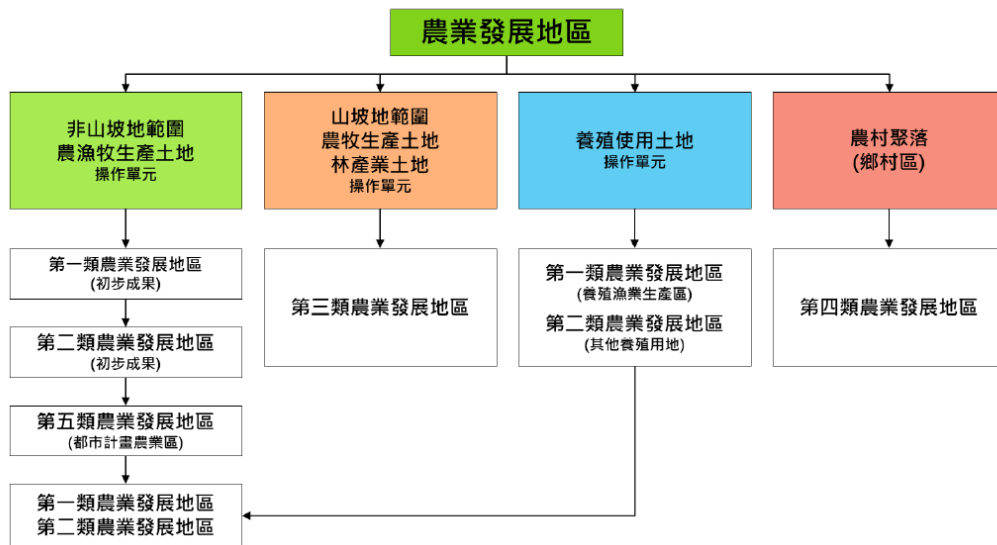 農業發展地區
非山坡地範圍
農漁牧生產土地
操作單元
山坡地範圍
農牧生產土地
林產業土地
操作單元
養殖使用土地
操作單元
農村聚落
(鄉村區)
第一類農業發展地區
(初步成果)
第二類農業發展地區
(初步成果)
第五類農業發展地區
(都市計畫農業區)
第一類農業發展地區
第二類農業發展地區
第三類農業發展地區
第一類農業發展地區
(養殖漁業生產區)
第二類農業發展地區
(其他養殖用地)
第四類農業發展地區